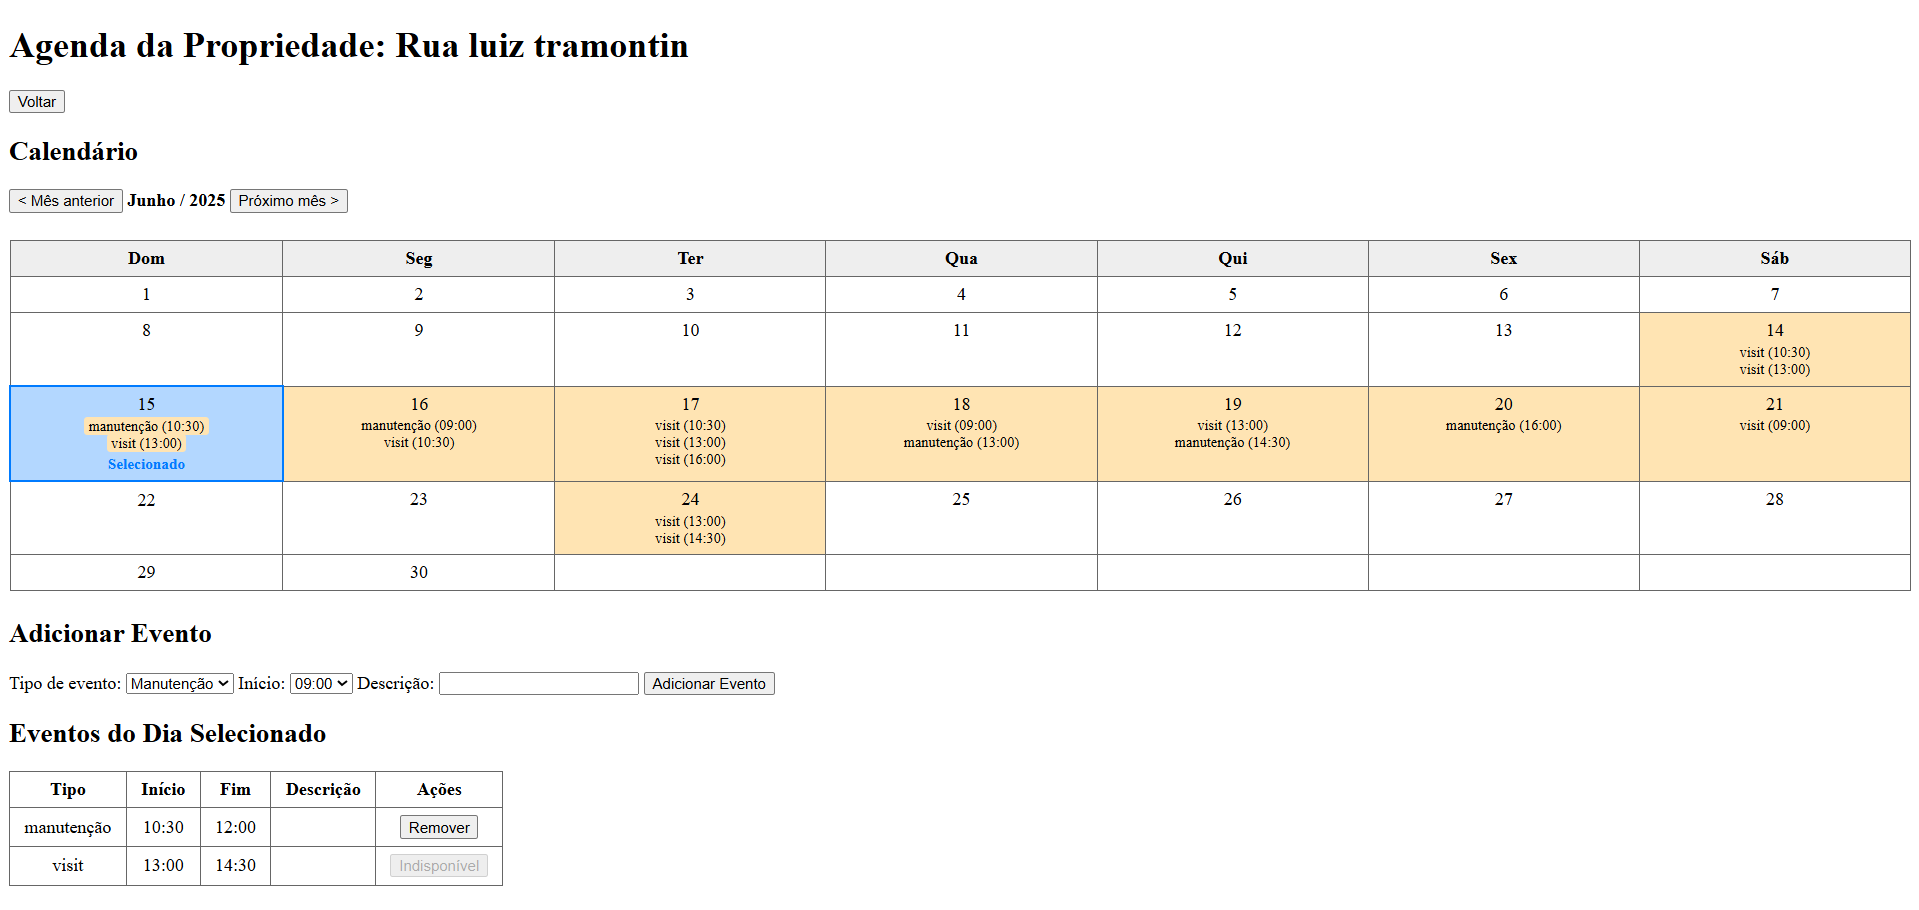 Agenda da Propriedade: Rua luiz tramontin
Voltar
Calendário
< Mês anterior Junho / 2025 Próximo mês >
Dom Seg Ter Qua Qui Sex Sáb
1 2 3 4 5 6 7
8 9 10 11 12 13 14
visit (10:30)
visit (13:00)
15 16 17 18 19 20 21
manutenção (10:30) manutenção (09:00) visit (10:30) visit (09:00) visit (13:00) manutenção (16:00) visit (09:00)
visit (13:00) visit (10:30) visit (13:00) manutenção (13:00) manutenção (14:30)
Selecionado visit (16:00)
22 23 24 25 26 27 28
visit (13:00)
visit (14:30)
29 30
Adicionar Evento
Tipo de evento: Manutenção Início: 09:00 Descrição: Adicionar Evento
Eventos do Dia Selecionado
Tipo Início Fim Descrição Ações
manutenção 10:30 12:00 Remover
visit 13:00 14:30 Indisponível